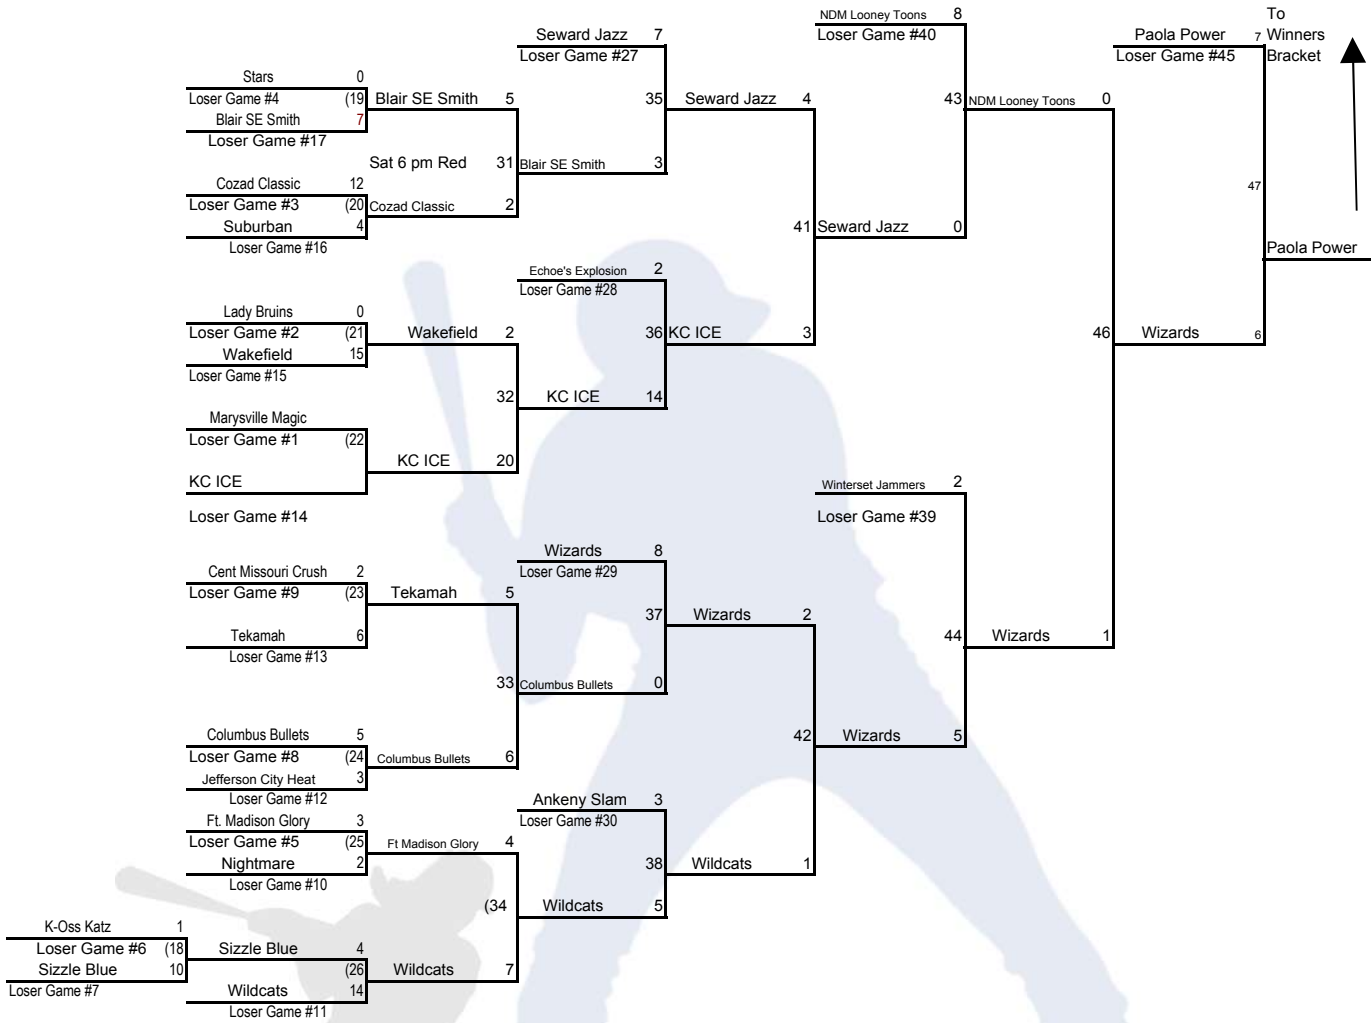 NDM Looney Toons 8
Loser Game #40
To
Winners
Bracket
Seward Jazz 7
Loser Game #27
Paola Power 7
Loser Game #45
Stars 0
Loser Game #4 (19
Blair SE Smith 7
Loser Game #17
Blair SE Smith 5
35
Seward Jazz 4
43
NDM Looney Toons 0
Sat 6 pm Red
31
Blair SE Smith 3
Cozad Classic 12
Loser Game #3 (20
Suburban 4
Loser Game #16
Cozad Classic 2
47
41
Seward Jazz 0
Paola Power
Echoe's Explosion 2
Loser Game #28
Lady Bruins 0
Loser Game #2 (21
Wakefield 15
Loser Game #15
Wakefield 2
36
KC ICE 3
46
Wizards 6
32
KC ICE 14
Marysville Magic
Loser Game #1 (22
KC ICE
Loser Game #14
KC ICE 20
Winterset Jammers 2
Loser Game #39
Wizards 8
Loser Game #29
Cent Missouri Crush 2
Loser Game #9 (23
Tekamah 6
Loser Game #13
Tekamah 5
37
Wizards 2
44
Wizards 1
33
Columbus Bullets 0
Columbus Bullets 5
Loser Game #8 (24
Jefferson City Heat 3
Loser Game #12
Columbus Bullets 6
42
Wizards 5
Ankeny Slam 3
Loser Game #30
Ft. Madison Glory 3
Loser Game #5 (25
Nightmare 2
Loser Game #10
Ft Madison Glory 4
38
Wildcats 1
(34
Wildcats 5
K-Oss Katz 1
Loser Game #6 (18
Sizzle Blue 10
Loser Game #7
Sizzle Blue 4
(26
Wildcats 14
Loser Game #11
Wildcats 7